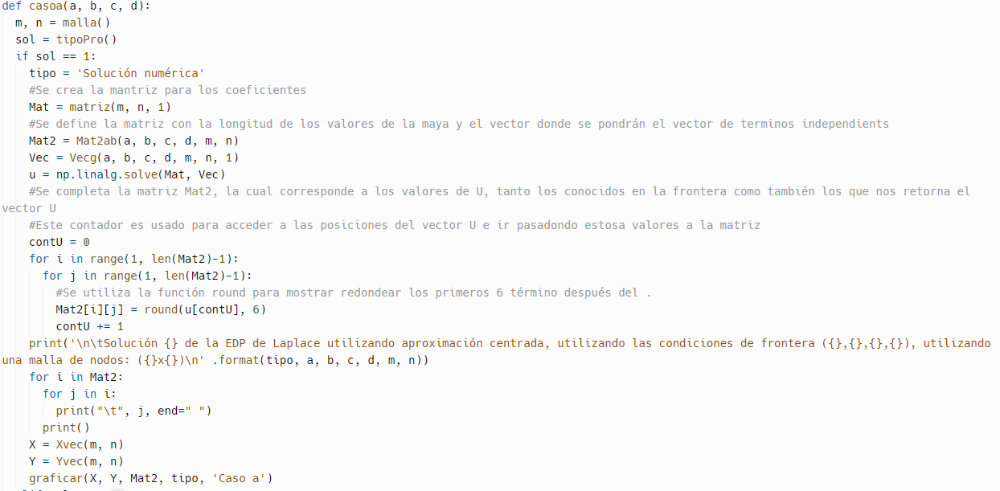 def casoa(a, b, c, d):
  m, n = malla()
  sol = tipoPro()
  if sol == 1:
    tipo = 'Solución numérica'
    #Se crea la mantriz para los coeficientes
    Mat = matriz(m, n, 1)
    #Se define la matriz con la longitud de los valores de la maya y el vector donde se pondrán el vector de terminos independients
    Mat2 = Mat2ab(a, b, c, d, m, n)
    Vec = Vecg(a, b, c, d, m, n, 1)
    u = np.linalg.solve(Mat, Vec)
    #Se completa la matriz Mat2, la cual corresponde a los valores de U, tanto los conocidos en la frontera como también los que nos retorna el
vector U
    #Este contador es usado para acceder a las posiciones del vector U e ir pasadondo estosa valores a la matriz
    contU = 0
    for i in range(1, len(Mat2)-1):
      for j in range(1, len(Mat2)-1):
        #Se utiliza la función round para mostrar redondear los primeros 6 término después del .
        Mat2[i][j] = round(u[contU], 6)
        contU += 1
    print('\n\tSolución {} de la EDP de Laplace utilizando aproximación centrada, utilizando las condiciones de frontera ({},{},{},{}), utilizando
una malla de nodos: ({}x{})\n' .format(tipo, a, b, c, d, m, n))
    for i in Mat2:
      for j in i:
        print("\t", j, end=" ")
      print()
    X = Xvec(m, n)
    Y = Yvec(m, n)
    graficar(X, Y, Mat2, tipo, 'Caso a')